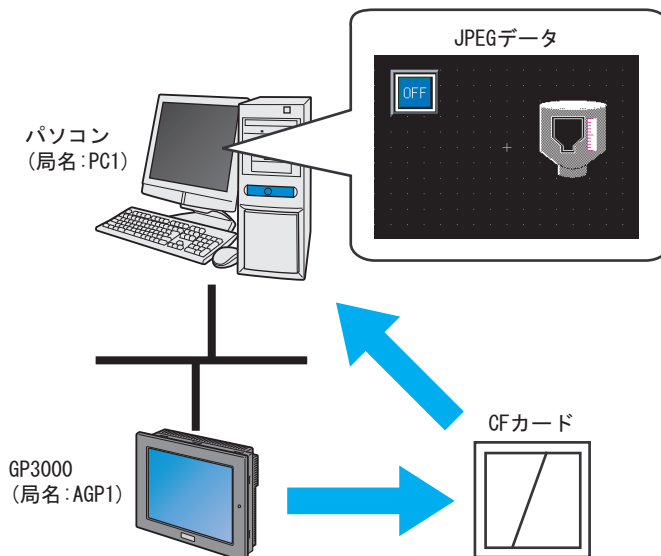 JPEGデータ
OFF
パソコン
(局名:PC1)
CFカード
GP3000
(局名:AGP1)